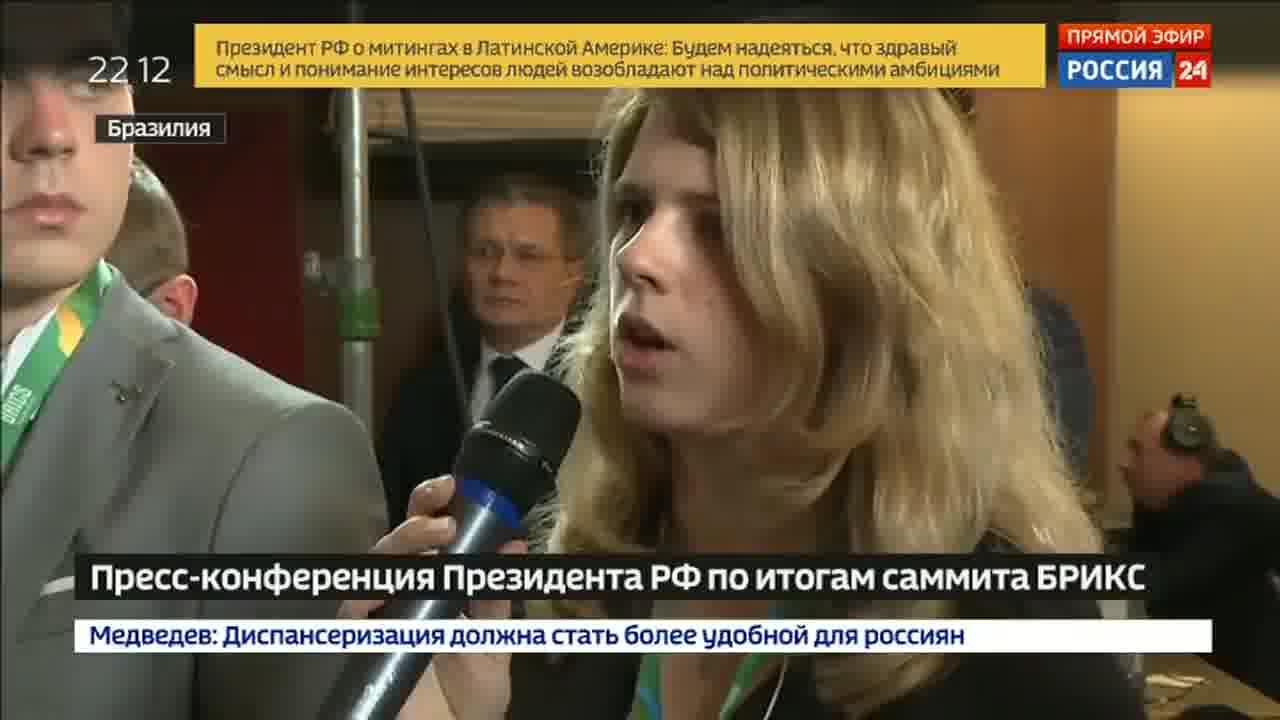 22 12
Президент РФ о митингах в Латинской Америке: Будем надеяться, что здравый
смысл и понимание интересов людей возобладают над политическими амбициями
ПРЯМОЙ ЭФИР
РОССИЯ 24
Бразилия
BRICS
Пресс-конференция Президента РФ по итогам саммита БРИКС
Медведев: Диспансеризация должна стать более удобной для россиян